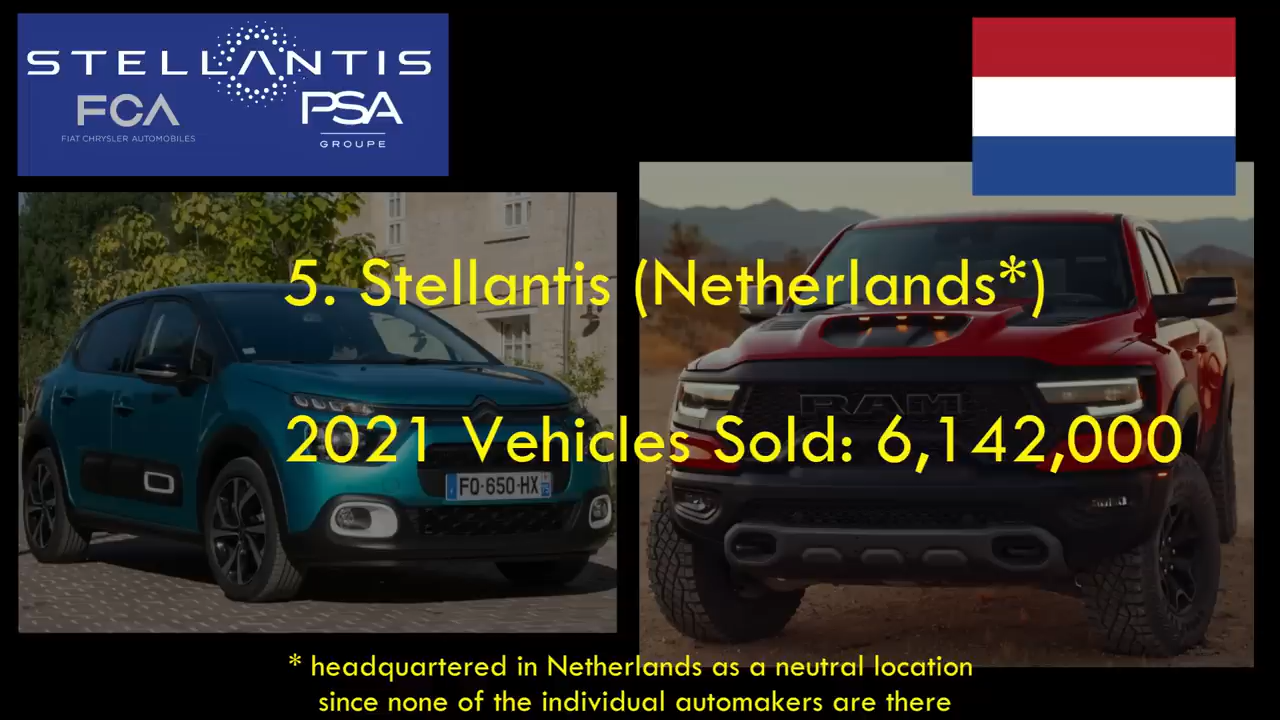 STELLANTIS
FCA
FIAT CHRYSLER AUTOMOBILES
PSA
GROUPE
5. Stellantis (Netherlands*)
RAM
2021 Vehicles Sold: 6,142,000
FQ-650-HX
* headquartered in Netherlands as a neutral location
since none of the individual automakers are there